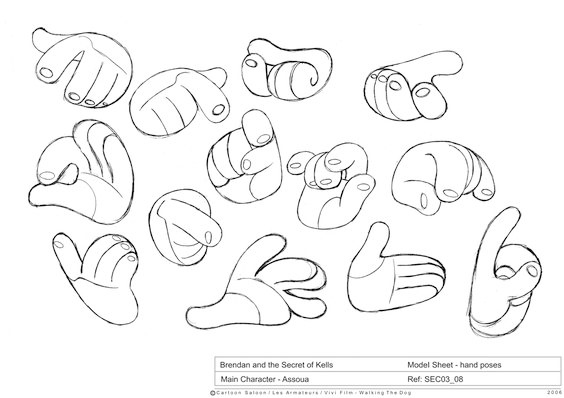 Brendan and the Secret of Kells Model Sheet - hand poses
Main Character - Assoua Ref: SEC03_08
©Cartoon Saloon / Les Armateurs / Vivi Film - Walking The Dog 2006